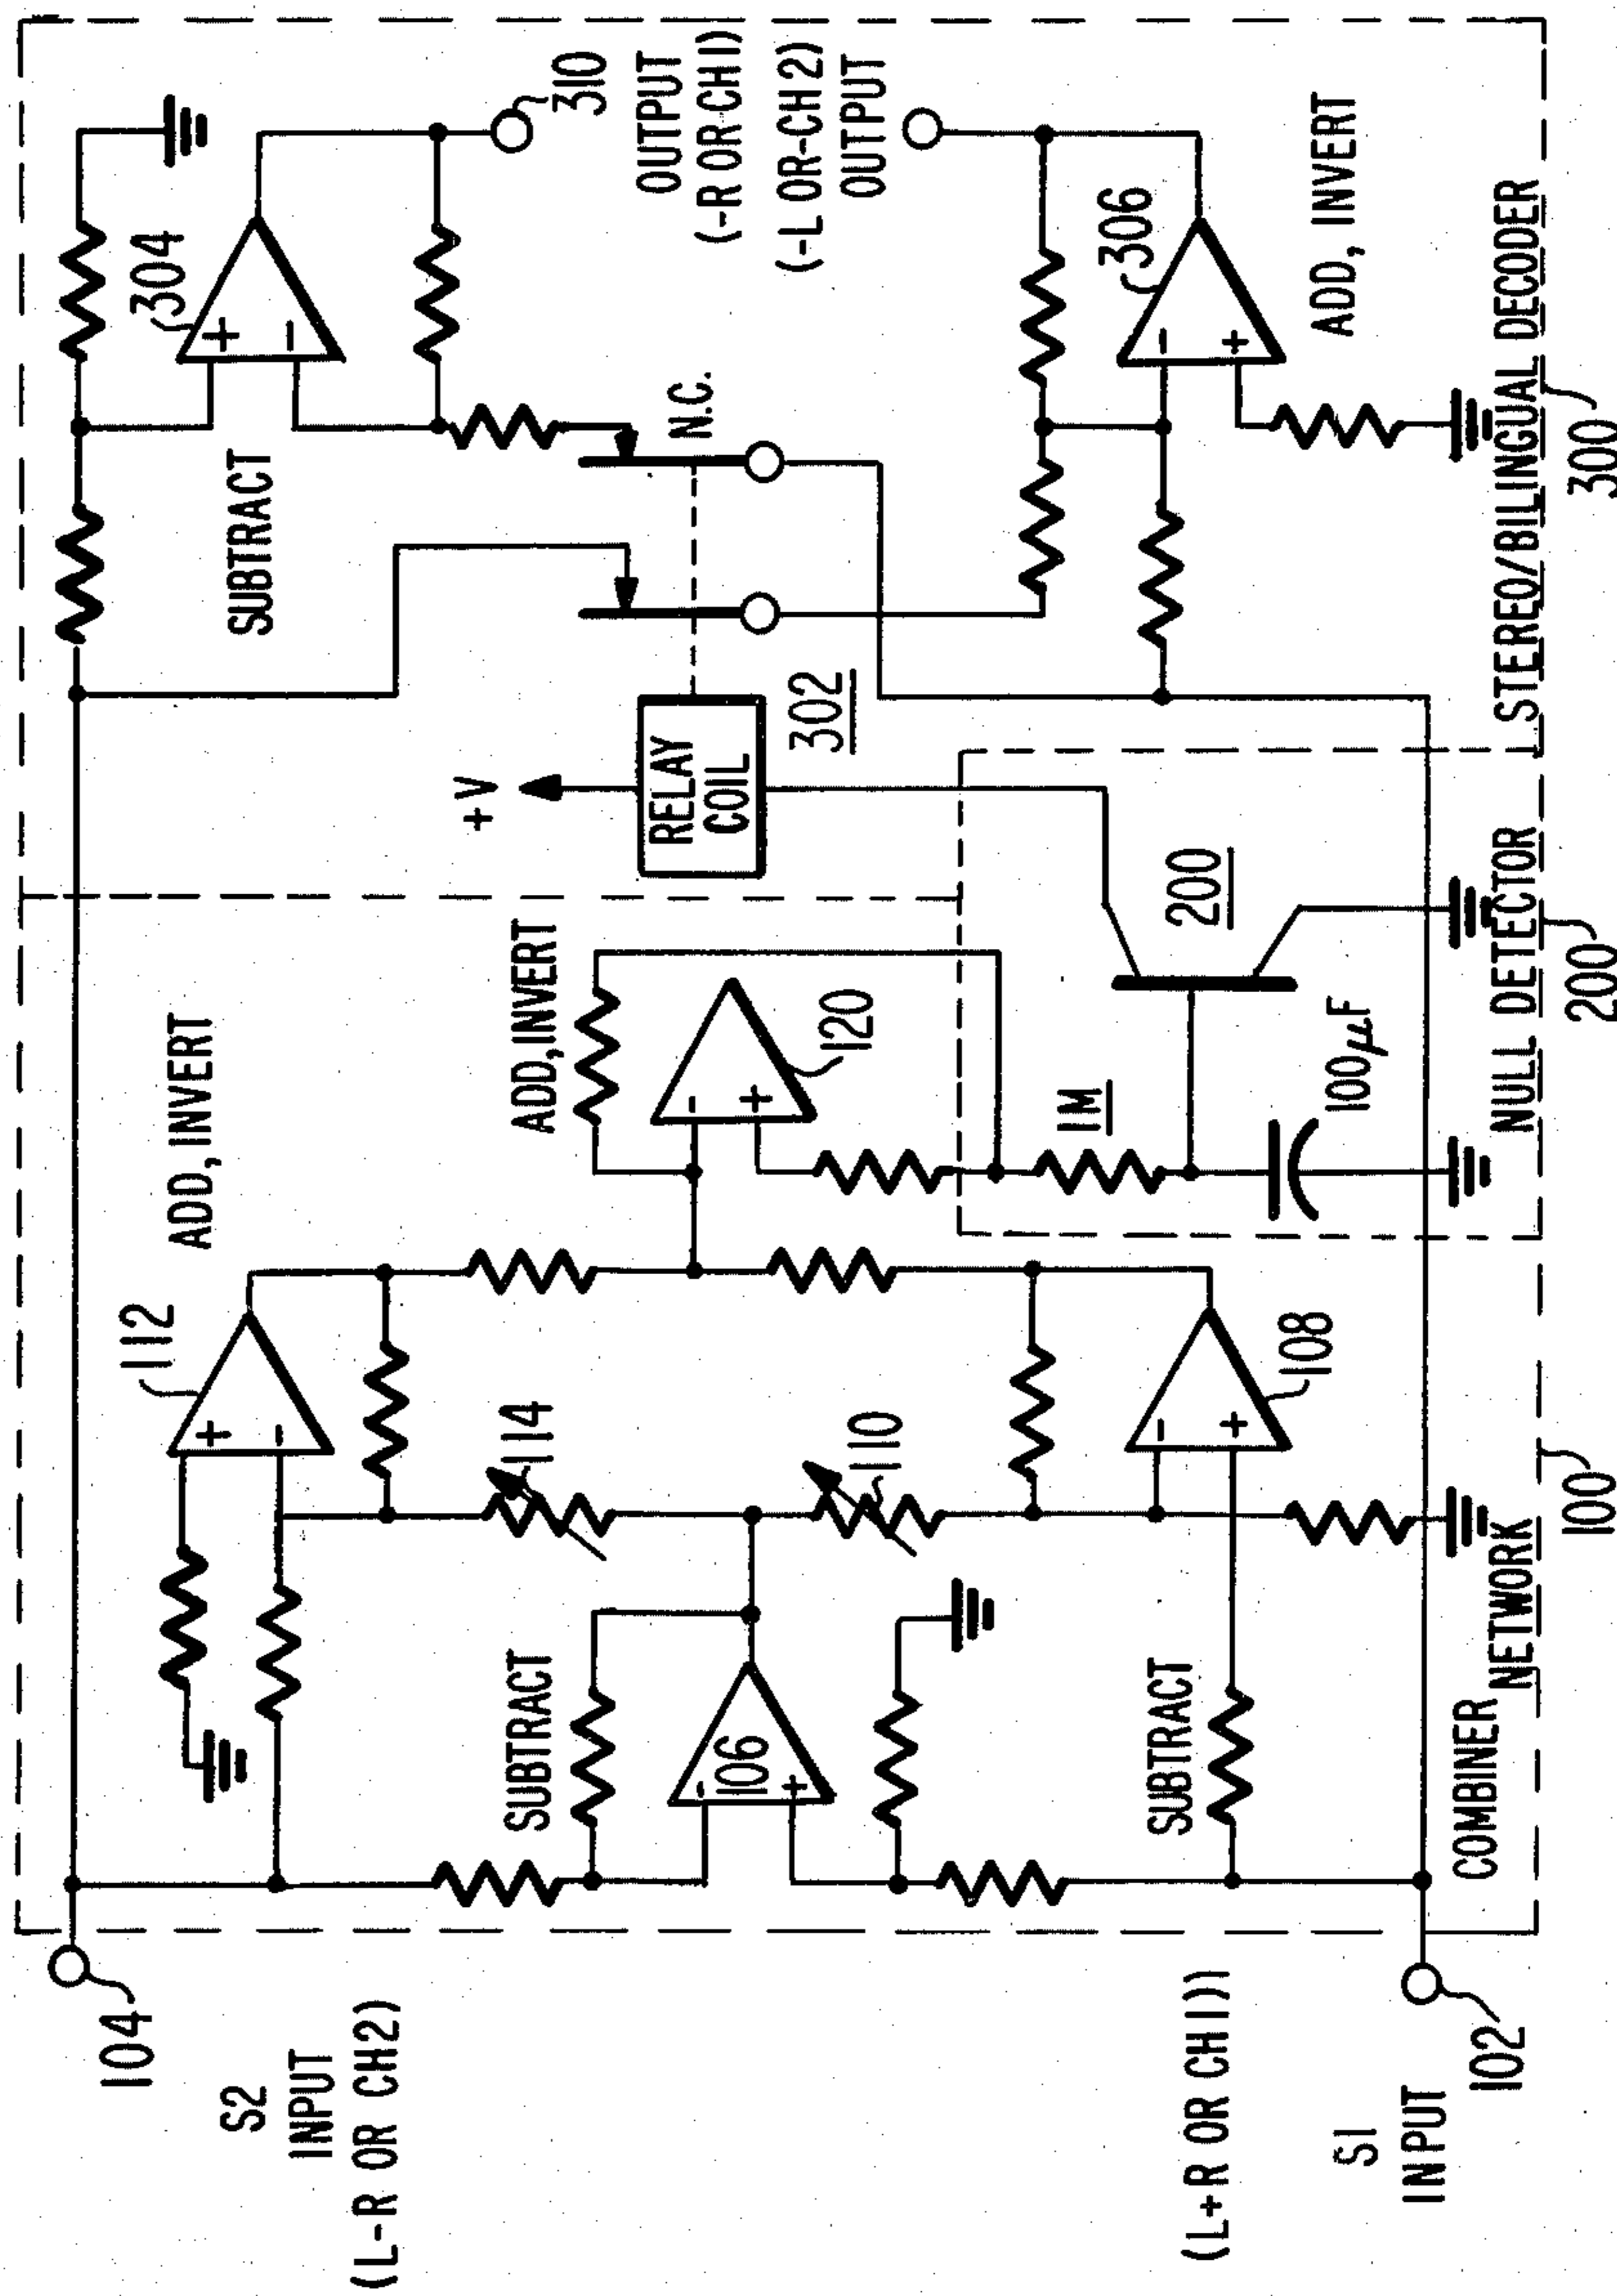 104
S2
INPUT
(L-R OR CH2)
(L+R OR CH1))
S1
INPUT
102
112
ADD, INVERT
SUBTRACT
106
114
110
SUBTRACT
108
ADD, INVERT
120
COMBINER
NETWORK
100
1M
100µF
200
NULL DETECTOR
200
+V
RELAY
COIL
302
SUBTRACT
304
+
-
N.C.
310
OUTPUT
(-R OR CH1)
(-L OR-CH2)
OUTPUT
306
ADD, INVERT
STEREO/BILINGUAL DECODER
300